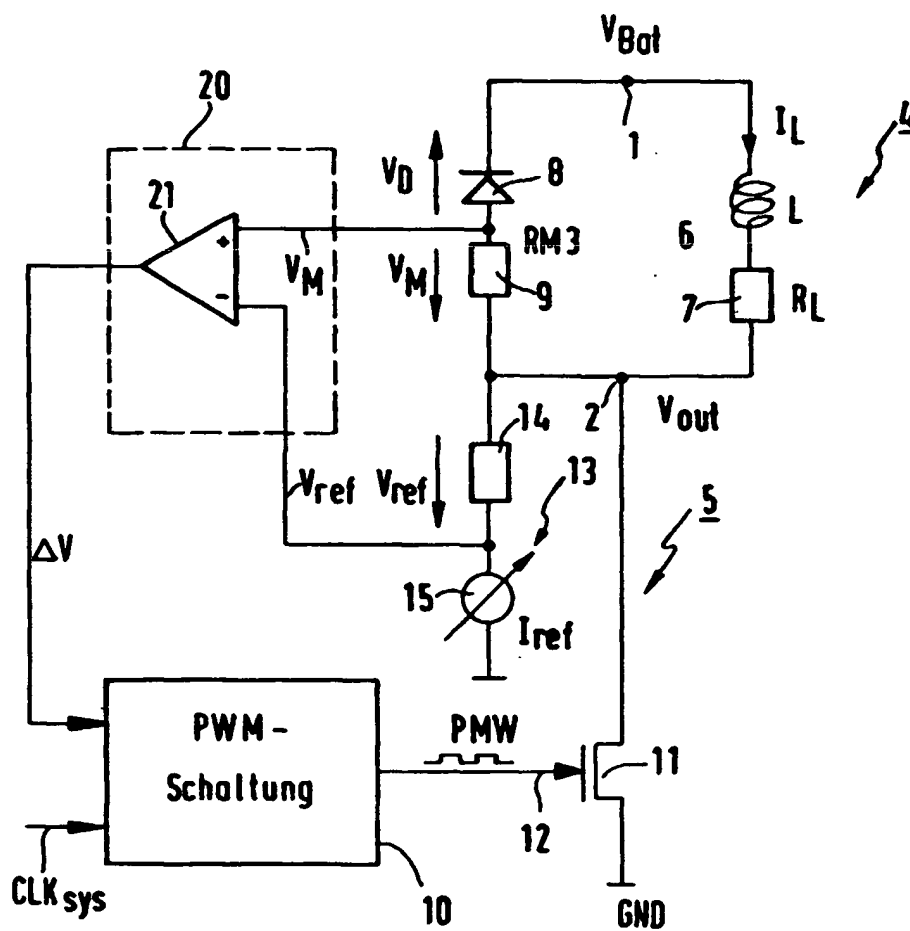 V_Bat
20
1
I_L
4
V_D
8
21
+
-
V_M
V_M
RM3
9
6
L
7
R_L
2
V_out
14
V_ref
V_ref
13
5
ΔV
15
I_ref
PWM-
Schaltung
PMW
11
12
CLK_sys
10
GND